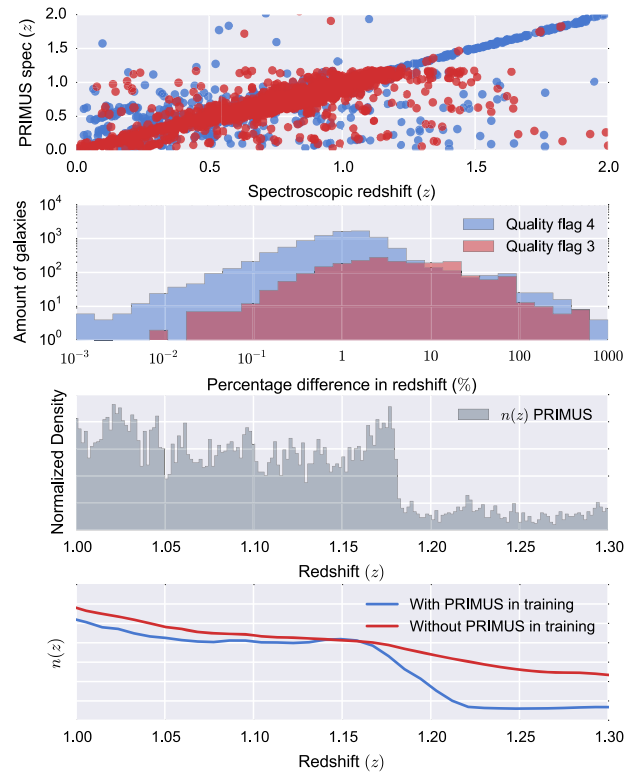 2.0
1.5
1.0
0.5
0.0
PRIMUS spec (z)
0.0 0.5 1.0 1.5 2.0
Spectroscopic redshift (z)
10^4
10^3
10^2
10^1
10^0
Amount of galaxies
Quality flag 4
Quality flag 3
10^-3 10^-2 10^-1 1 10 100 1000
Percentage difference in redshift (%)
Normalized Density
n(z) PRIMUS
1.00 1.05 1.10 1.15 1.20 1.25 1.30
Redshift (z)
n(z)
With PRIMUS in training
Without PRIMUS in training
1.00 1.05 1.10 1.15 1.20 1.25 1.30
Redshift (z)